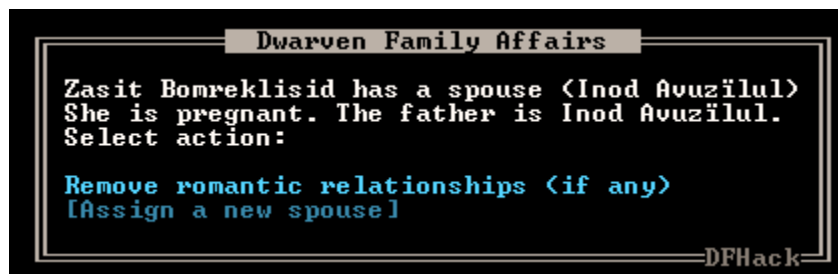 Dwarven Family Affairs
Zasit Bomreklisid has a spouse (Inod Avuzïlul)
She is pregnant. The father is Inod Avuzïlul.
Select action:
Remove romantic relationships (if any)
[Assign a new spouse]
DFHack